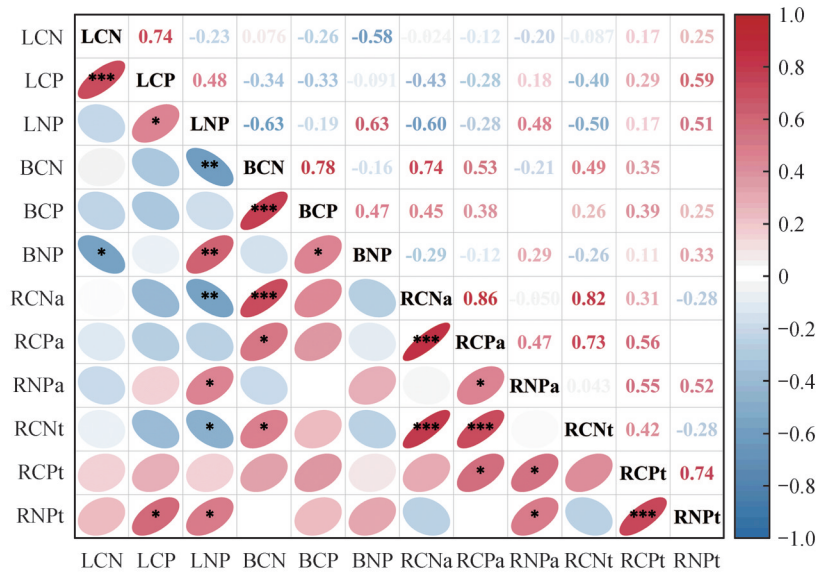 LCN LCN 0.74 -0.23 0.076 -0.26 -0.58 -0.024 -0.12 -0.20 -0.087 0.17 0.25
LCP *** LCP 0.48 -0.34 -0.33 -0.091 -0.43 -0.28 0.18 -0.40 0.29 0.59
LNP * LNP -0.63 -0.19 0.63 -0.60 -0.28 0.48 -0.50 0.17 0.51
BCN ** BCN 0.78 -0.16 0.74 0.53 -0.21 0.49 0.35
BCP *** BCP 0.47 0.45 0.38 0.26 0.39 0.25
BNP * ** * BNP -0.29 -0.12 0.29 -0.26 0.11 0.33
RCNa ** *** RCNa 0.86 -0.050 0.82 0.31 -0.28
RCPa * *** RCPa 0.47 0.73 0.56
RNPa * * RNPa 0.043 0.55 0.52
RCNt * * *** *** RCNt 0.42 -0.28
RCPt * * RCPt 0.74
RNPt * * * *** RNPt
LCN LCP LNP BCN BCP BNP RCNa RCPa RNPa RCNt RCPt RNPt
1.0
0.8
0.6
0.4
0.2
0
-0.2
-0.4
-0.6
-0.8
-1.0